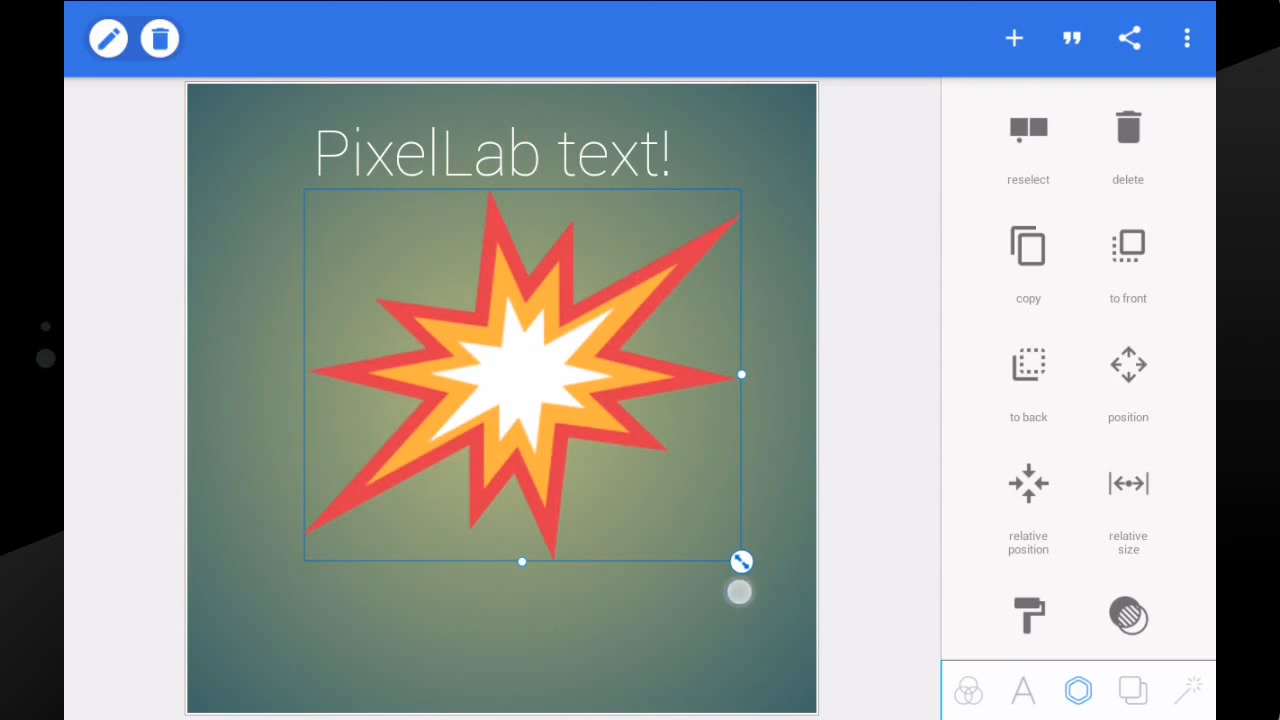 PixelLab text!
reselect
delete
copy
to front
to back
position
relative
position
relative
size